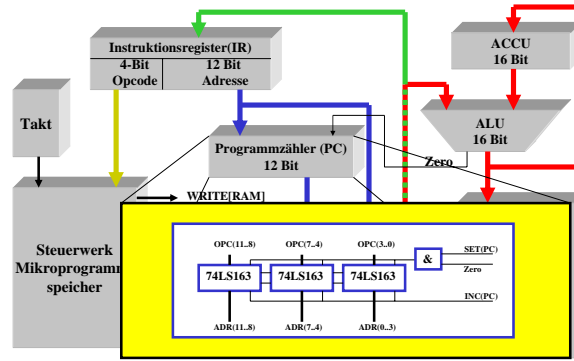 Instruktionsregister(IR)
4-Bit
Opcode
12 Bit
Adresse
ACCU
16 Bit
Takt
ALU
16 Bit
Programmzähler (PC)
12 Bit
Zero
WRITE[RAM]
Steuerwerk
Mikroprogramm
speicher
OPC(11..8)
OPC(7..4)
OPC(3..0)
SET(PC)
&
Zero
74LS163
74LS163
74LS163
INC(PC)
ADR(11..8)
ADR(7..4)
ADR(0..3)